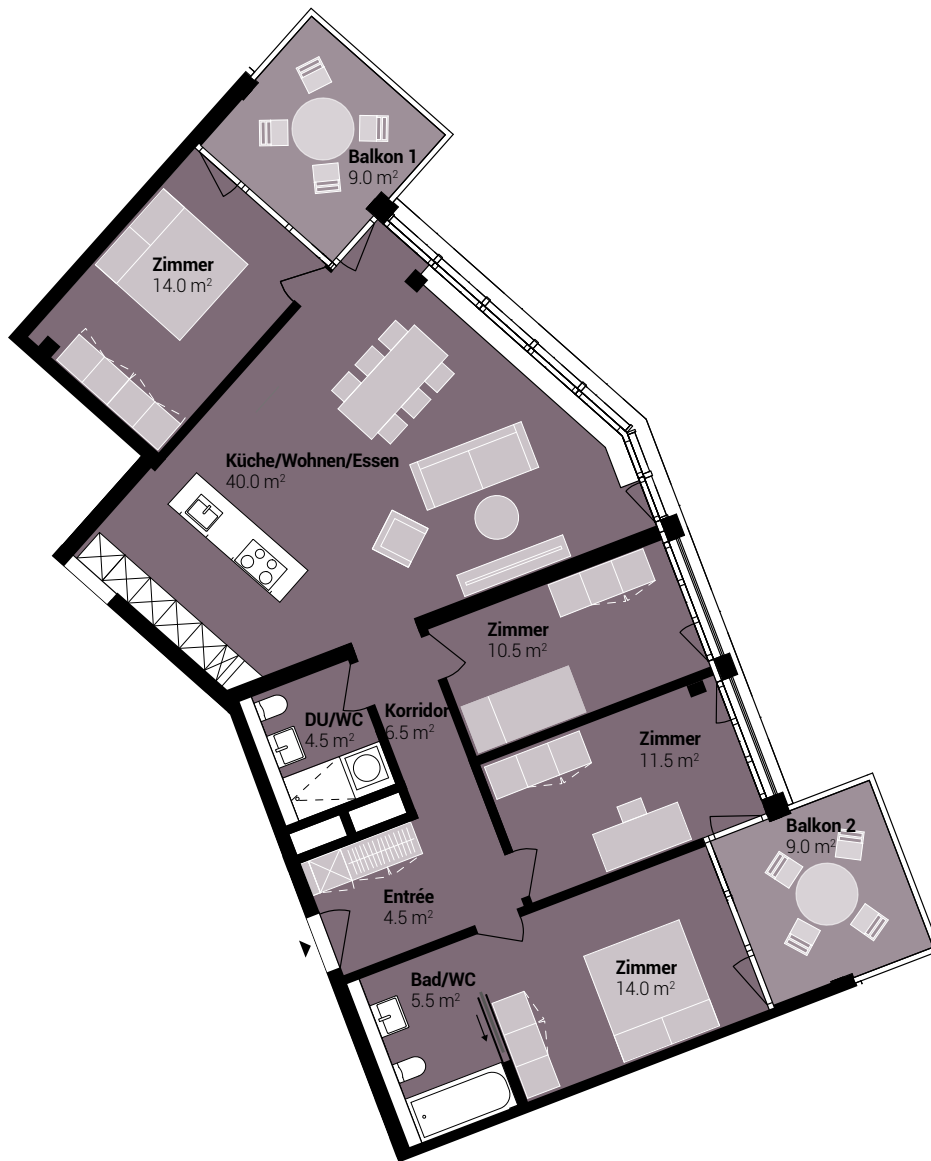 Balkon 1
9.0 m²
Zimmer
14.0 m²
Küche/Wohnen/Essen
40.0 m²
Zimmer
10.5 m²
DU/WC
4.5 m²
Korridor
6.5 m²
Zimmer
11.5 m²
Balkon 2
9.0 m²
Entrée
4.5 m²
Bad/WC
5.5 m²
Zimmer
14.0 m²